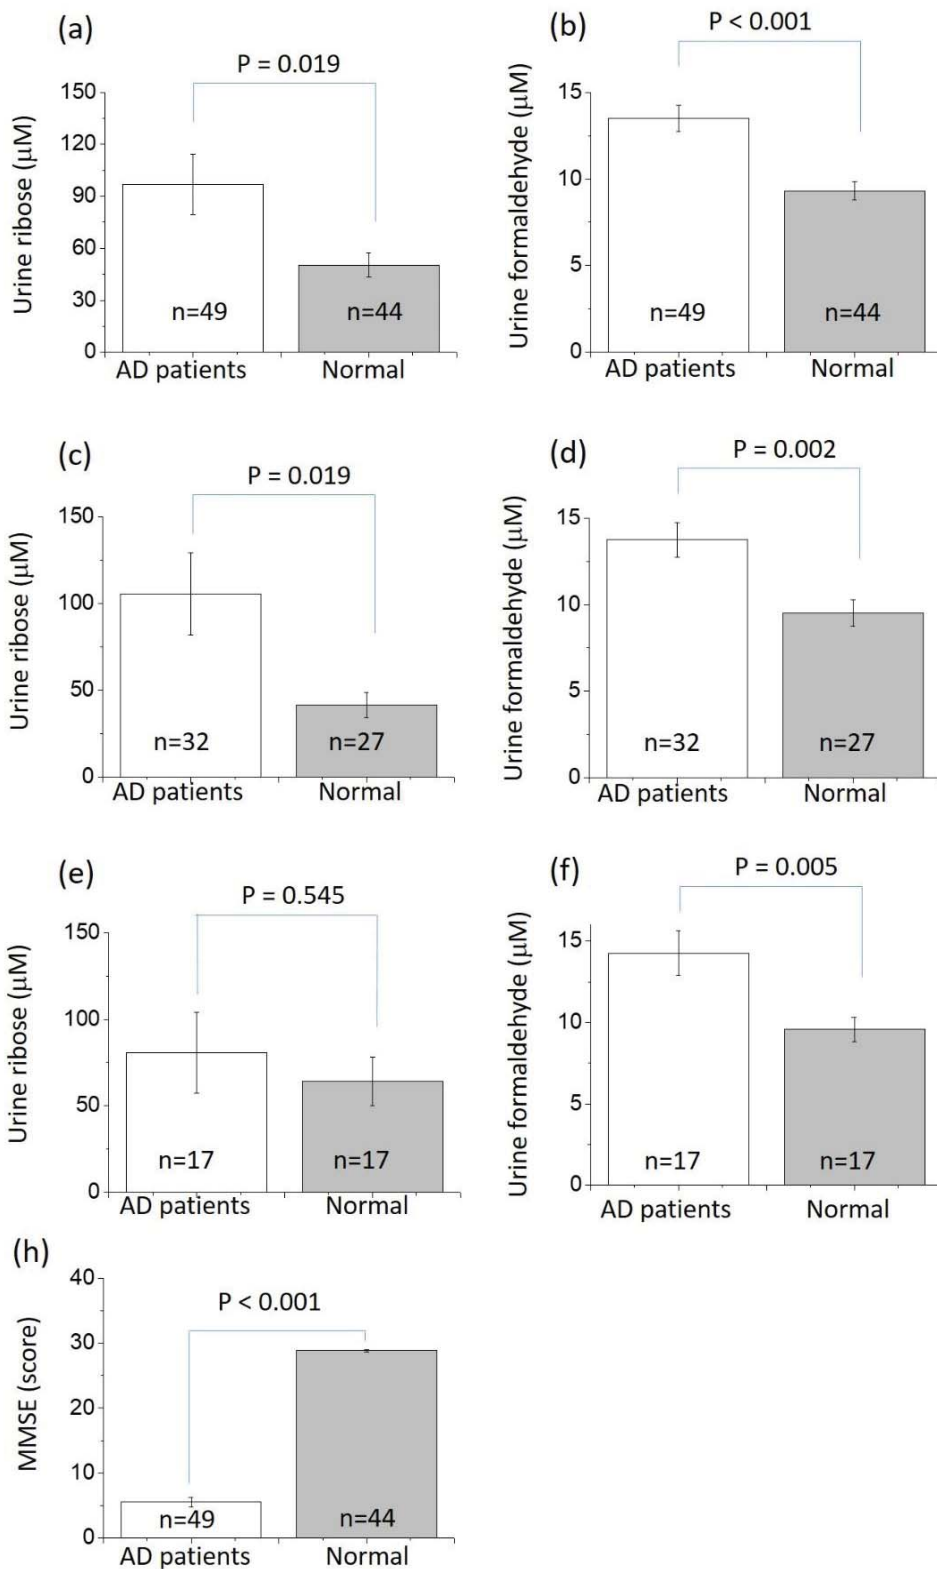 (a)
P = 0.019
Urine ribose (μM)
150
120
90
60
30
0
n=49
n=44
AD patients
Normal
(b)
P < 0.001
Urine formaldehyde (μM)
15
10
5
0
n=49
n=44
AD patients
Normal
(c)
P = 0.019
Urine ribose (μM)
150
100
50
0
n=32
n=27
AD patients
Normal
(d)
P = 0.002
Urine formaldehyde (μM)
15
10
5
0
n=32
n=27
AD patients
Normal
(e)
P = 0.545
Urine ribose (μM)
150
100
50
0
n=17
n=17
AD patients
Normal
(f)
P = 0.005
Urine formaldehyde (μM)
15
10
5
0
n=17
n=17
AD patients
Normal
(h)
P < 0.001
MMSE (score)
40
30
20
10
0
n=49
n=44
AD patients
Normal